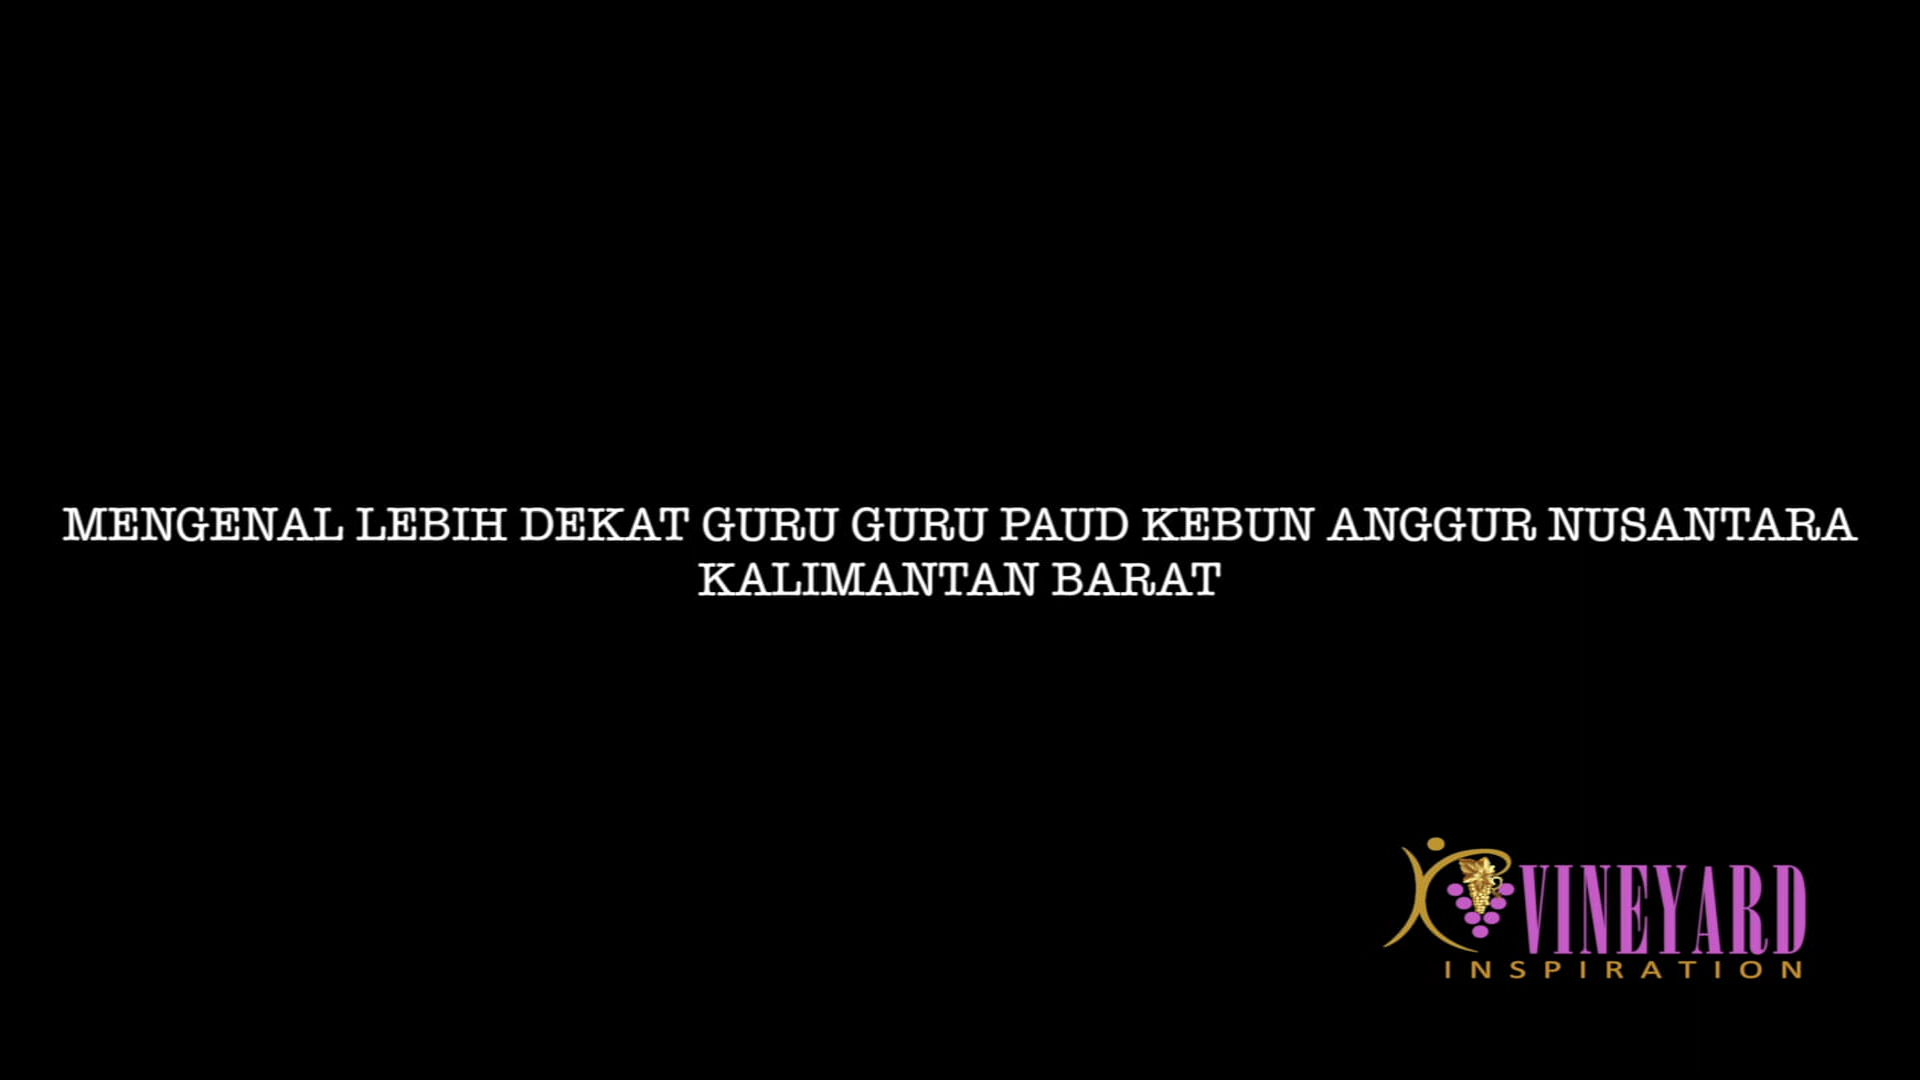 MENGENAL LEBIH DEKAT GURU GURU PAUD KEBUN ANGGUR NUSANTARA
KALIMANTAN BARAT
VINEYARD
INSPIRATION